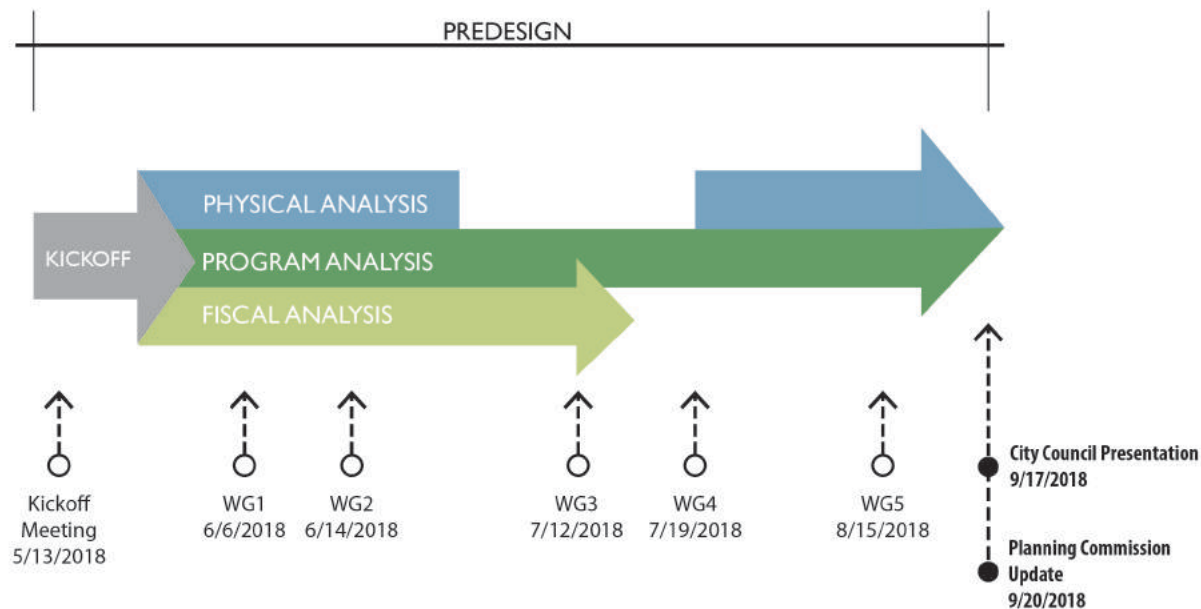 PREDESIGN
PHYSICAL ANALYSIS
KICKOFF
PROGRAM ANALYSIS
FISCAL ANALYSIS
Kickoff
Meeting
5/13/2018
WG1
6/6/2018
WG2
6/14/2018
WG3
7/12/2018
WG4
7/19/2018
WG5
8/15/2018
City Council Presentation
9/17/2018
Planning Commission
Update
9/20/2018